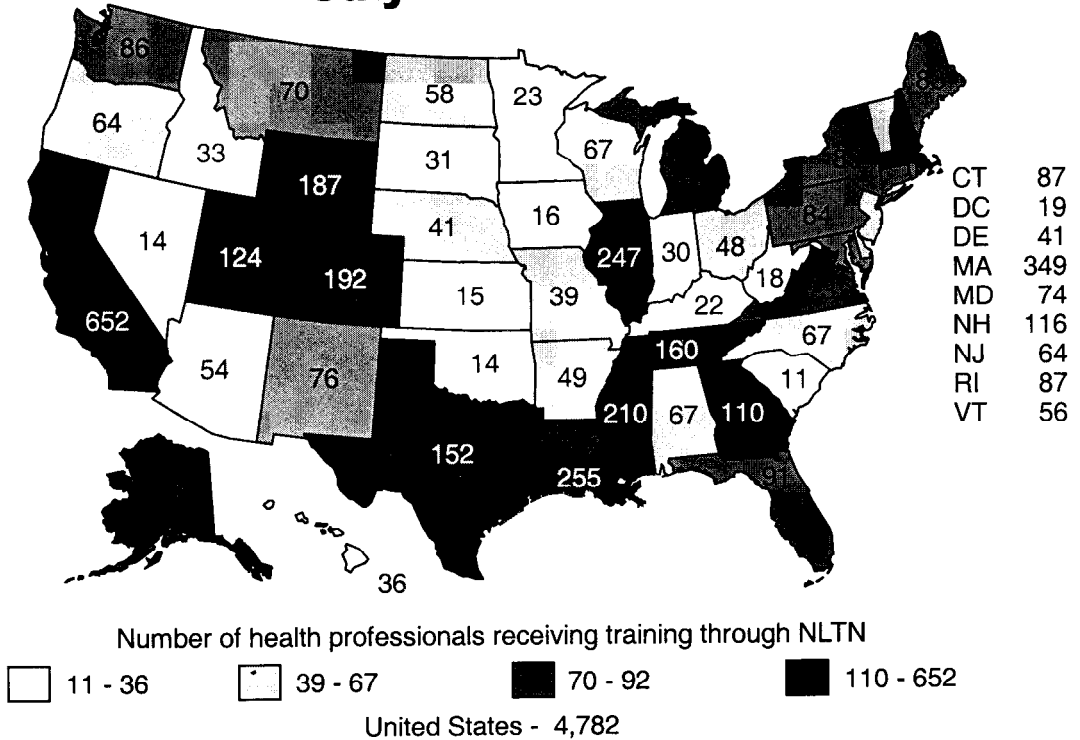 86
70
58
23
64
33
187
31
67
16
14
124
192
41
247
30
48
84
18
652
15
39
22
54
76
14
49
160
67
11
152
255
210
67
110
91
36
CT 87
DC 19
DE 41
MA 349
MD 74
NH 116
NJ 64
RI 87
VT 56
Number of health professionals receiving training through NLTN
11 - 36
39 - 67
70 - 92
110 - 652
United States - 4,782